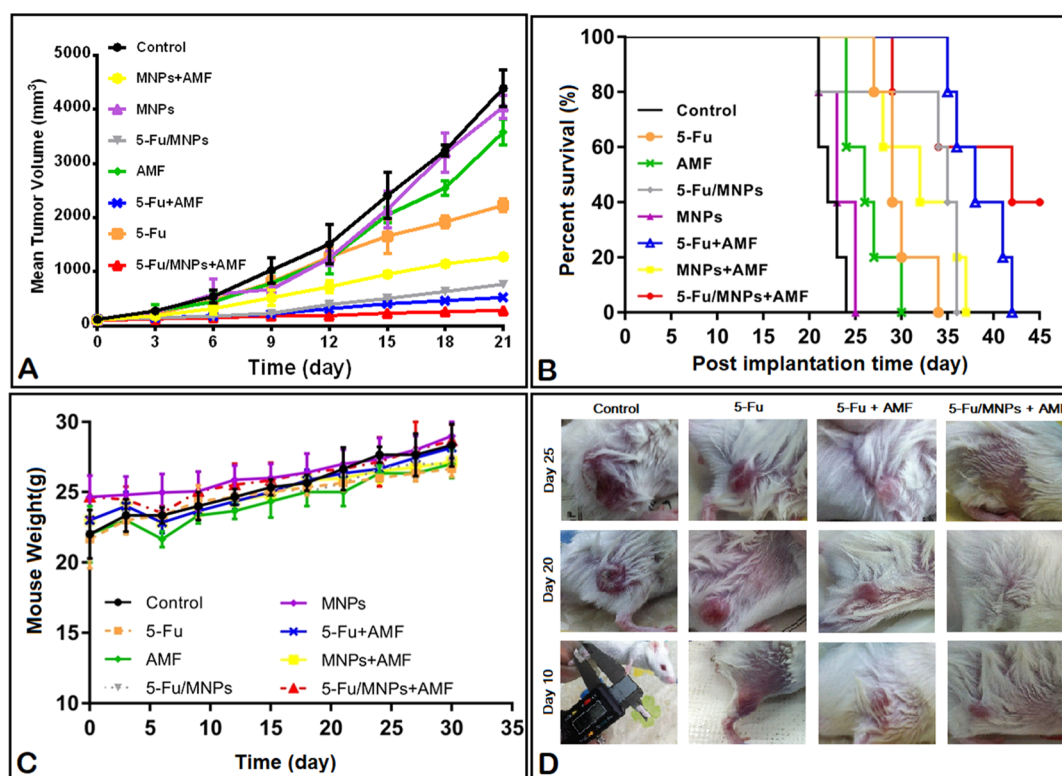 5000
4000
3000
2000
1000
0
Mean Tumor Volume (mm³)
Control
MNPs+AMF
MNPs
5-Fu/MNPs
AMF
5-Fu+AMF
5-Fu
5-Fu/MNPs+AMF
0 3 6 9 12 15 18 21
Time (day)
A
100
80
60
40
20
0
Percent survival (%)
Control
5-Fu
AMF
5-Fu/MNPs
MNPs
5-Fu+AMF
MNPs+AMF
5-Fu/MNPs+AMF
0 5 10 15 20 25 30 35 40 45
Post implantation time (day)
B
30
25
20
15
10
Mouse Weight(g)
Control
5-Fu
AMF
5-Fu/MNPs
MNPs
5-Fu+AMF
MNPs+AMF
5-Fu/MNPs+AMF
0 5 10 15 20 25 30 35
Time (day)
C
Control 5-Fu 5-Fu + AMF 5-Fu/MNPs + AMF
Day 25
Day 20
Day 10
D